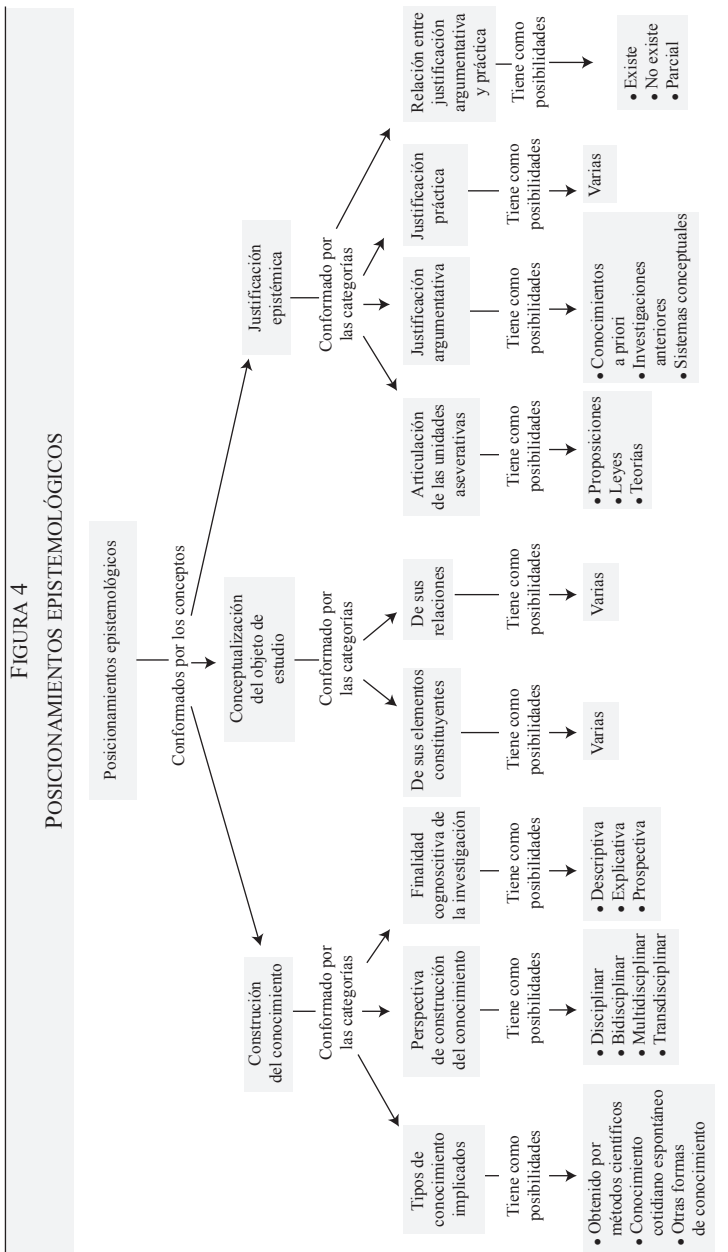 FIGURA 4
POSICIONAMIENTOS EPISTEMOLÓGICOS
Posicionamientos epistemológicos
Conformados por los conceptos
Construción
del conocimiento
Conformado por
las categorías
Tipos de
conocimiento
implicados
Tiene como
posibilidades
• Obtenido por
métodos científicos
• Conocimiento
cotidiano espontáneo
• Otras formas
de conocimiento
Perspectiva
de construcción
del conocimiento
Tiene como
posibilidades
• Disciplinar
• Bidisciplinar
• Multidisciplinar
• Transdisciplinar
Finalidad
cognoscitiva de
la investigación
Tiene como
posibilidades
• Descriptiva
• Explicativa
• Prospectiva
Conceptualización
del objeto de
estudio
Conformado por
las categorías
De sus elementos
constituyentes
Tiene como
posibilidades
Varias
De sus
relaciones
Tiene como
posibilidades
Varias
Justificación
epistémica
Conformado por
las categorías
Articulación
de las unidades
aseverativas
Tiene como
posibilidades
• Proposiciones
• Leyes
• Teorías
Justificación
argumentativa
Tiene como
posibilidades
• Conocimientos
a priori
• Investigaciones
anteriores
• Sistemas conceptuales
Justificación
práctica
Tiene como
posibilidades
Varias
Relación entre
justificación
argumentativa
y práctica
Tiene como
posibilidades
• Existe
• No existe
• Parcial